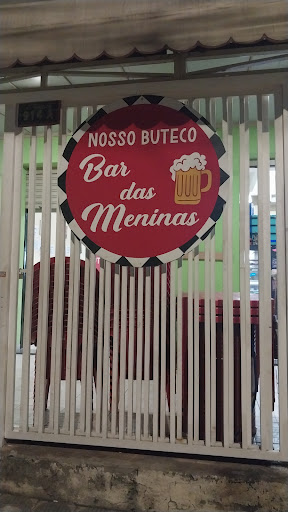 NOSSO BUTECO
Bar
das
Meninas